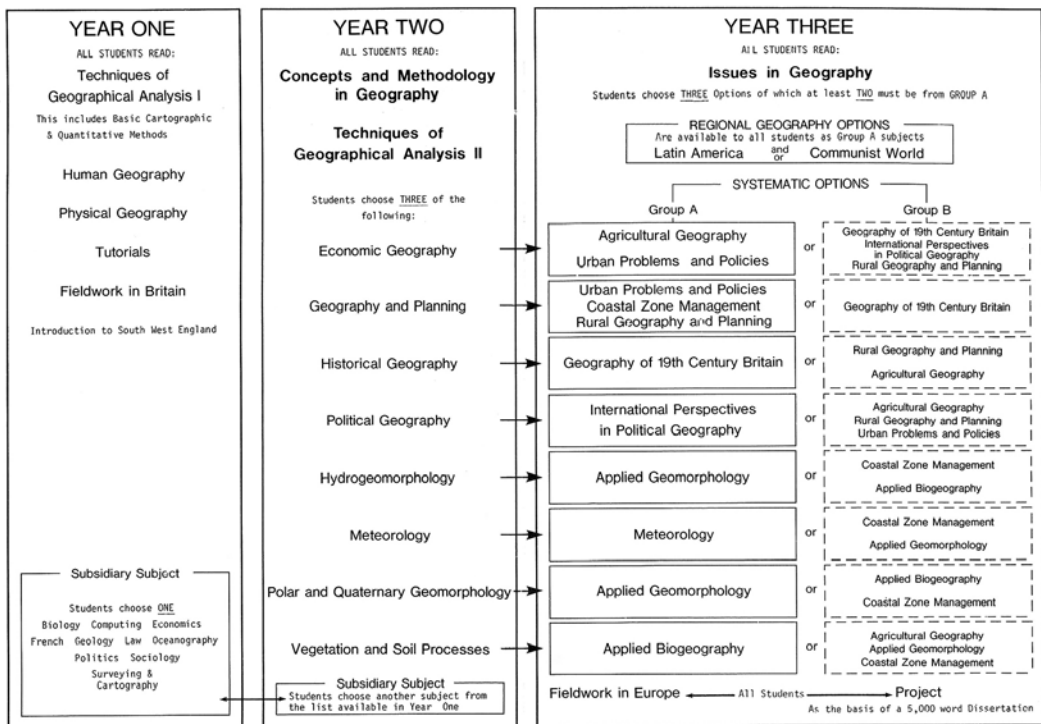 YEAR ONE
ALL STUDENTS READ:
Techniques of
Geographical Analysis I
This includes Basic Cartographic
& Quantitative Methods
Human Geography
Physical Geography
Tutorials
Fieldwork in Britain
Introduction to South West England
Subsidiary Subject
Students choose ONE
Biology Computing Economics
French Geology Law Oceanography
Politics Sociology
Surveying &
Cartography
YEAR TWO
ALL STUDENTS READ:
Concepts and Methodology
in Geography
Techniques of
Geographical Analysis II
Students choose THREE of the
following:
Economic Geography
Geography and Planning
Historical Geography
Political Geography
Hydrogeomorphology
Meteorology
Polar and Quaternary Geomorphology
Vegetation and Soil Processes
Subsidiary Subject
Students choose another subject from
the list available in Year One
YEAR THREE
ALL STUDENTS READ:
Issues in Geography
Students choose THREE Options of which at least TWO must be from GROUP A
REGIONAL GEOGRAPHY OPTIONS
Are available to all students as Group A subjects
Latin America and or Communist World
SYSTEMATIC OPTIONS
Group A
Group B
Agricultural Geography
Urban Problems and Policies
or
Geography of 19th Century Britain
International Perspectives
in Political Geography
Rural Geography and Planning
Urban Problems and Policies
Coastal Zone Management
Rural Geography and Planning
or
Geography of 19th Century Britain
Geography of 19th Century Britain
or
Rural Geography and Planning
Agricultural Geography
International Perspectives
in Political Geography
or
Agricultural Geography
Rural Geography and Planning
Urban Problems and Policies
Applied Geomorphology
or
Coastal Zone Management
Applied Biogeography
Meteorology
or
Coastal Zone Management
Applied Geomorphology
Applied Geomorphology
or
Applied Biogeography
Coastal Zone Management
Applied Biogeography
or
Agricultural Geography
Applied Geomorphology
Coastal Zone Management
Fieldwork in Europe All Students Project
As the basis of a 5,000 word Dissertation